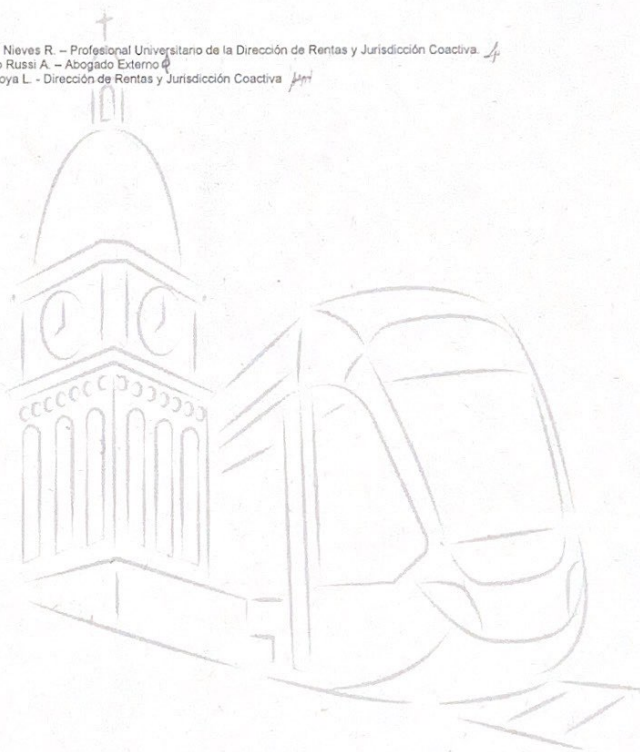 Nieves R. – Profesional Universitario de la Dirección de Rentas y Jurisdicción Coactiva.
Russi A. – Abogado Externo
oya L. - Dirección de Rentas y Jurisdicción Coactiva